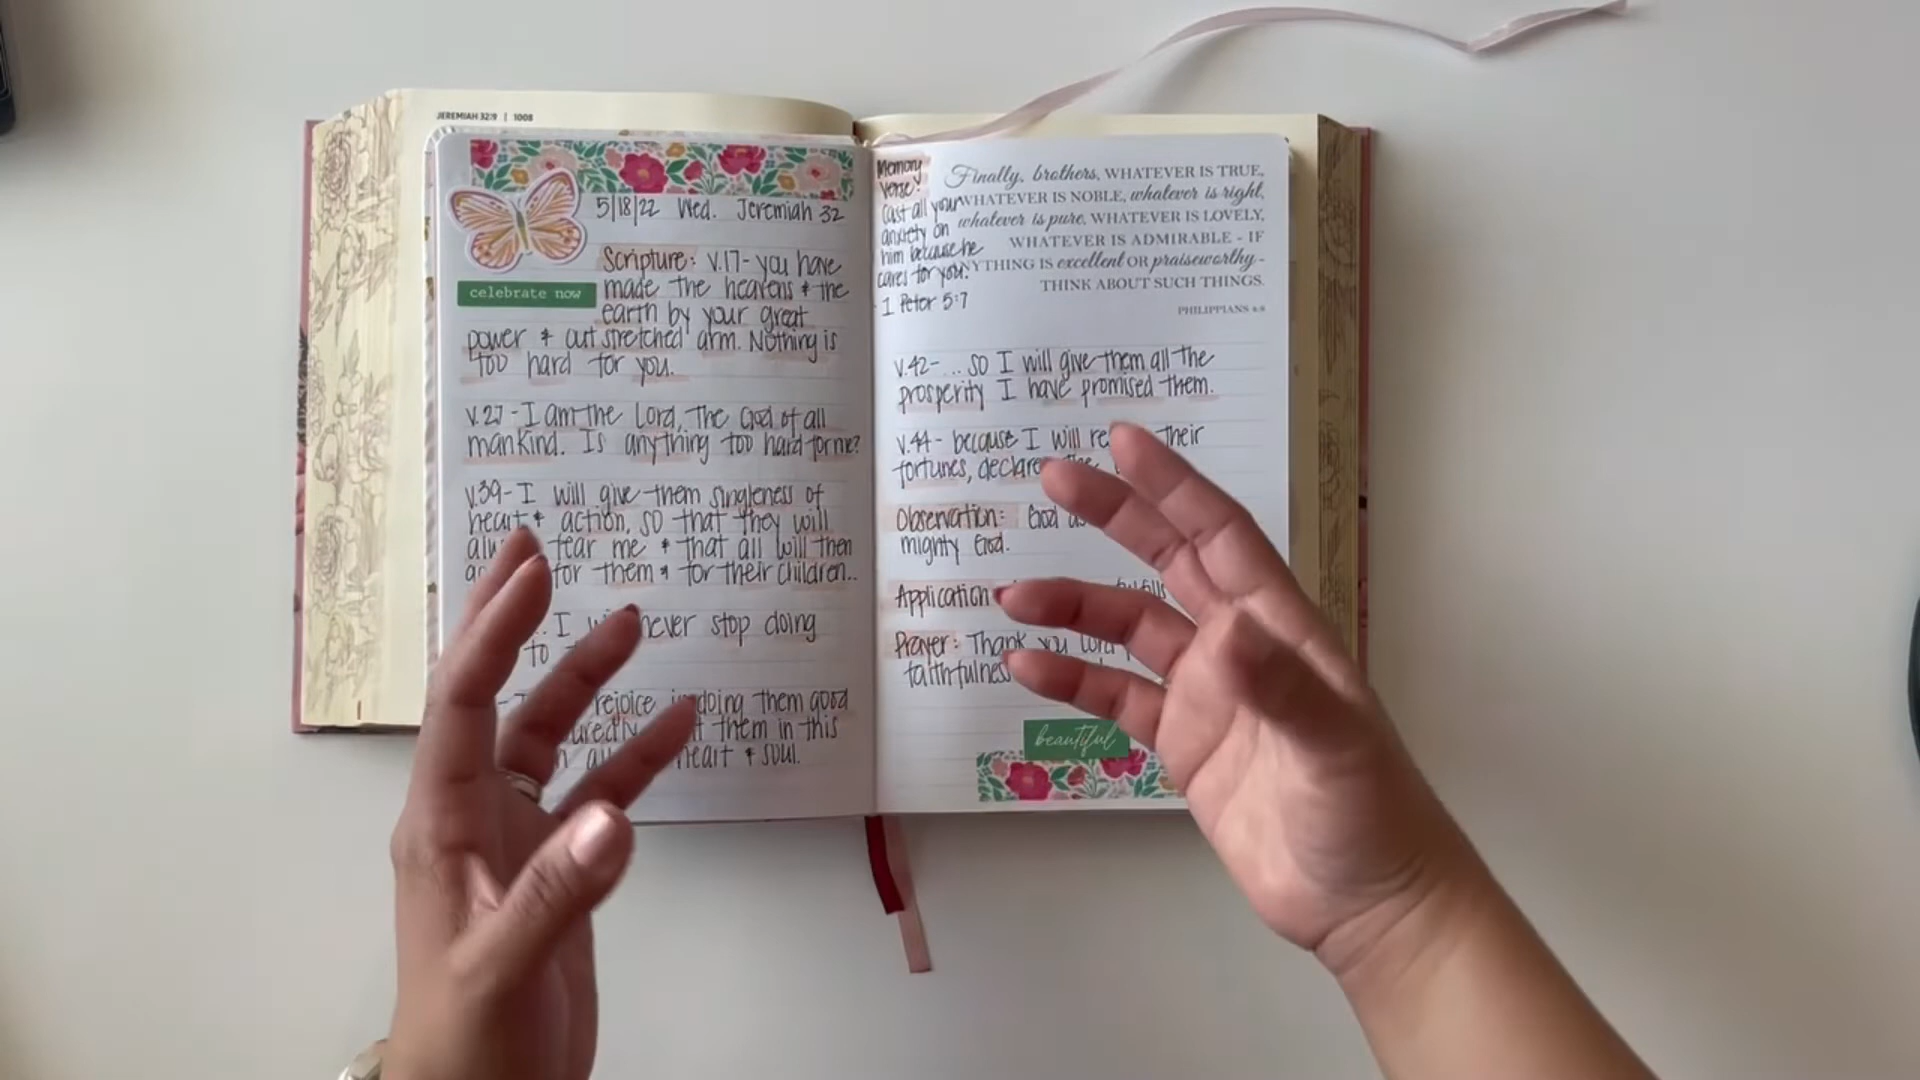 JEREMIAH 32:9 | 1008
5/18/22 Wed. Jeremiah 32
celebrate now
Scripture: v.17- you have
made the heavens & the
earth by your great
power & out stretched arm. Nothing is
too hard for you.
v.27 - I am the Lord, the God of all
mankind. Is anything too hard for me?
v.39- I will give them singleness of
heart & action, so that they will
fear me & that all will then
for them & for their children..
I never stop doing
to
rejoice in doing them good
them in this
heart & soul.
Memory
Verse:
cast all your
anxiety on
him because he
cares for you.
1 Peter 5:7
Finally, brothers, WHATEVER IS TRUE,
WHATEVER IS NOBLE, whatever is right,
whatever is pure, WHATEVER IS LOVELY,
WHATEVER IS ADMIRABLE - IF
ANYTHING IS excellent OR praiseworthy -
THINK ABOUT SUCH THINGS.
PHILIPPIANS 4:8
v.42- ... so I will give them all the
prosperity I have promised them.
v.44- because I will their
fortunes, declares the
Observation: God
mighty God.
Application
Prayer: Thank you Lord
faithfulness
beautiful